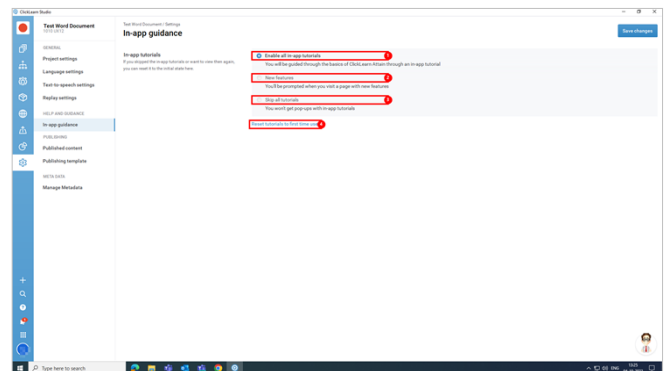 ClickLearn Studio
Test Word Document
Test Word Document / Settings
In-app guidance
Save changes
GENERAL
Project settings
Language settings
Text-to-speech settings
Replay settings
HELP AND GUIDANCE
In-app guidance
PUBLISHING
Published content
Publishing template
META DATA
Manage Metadata
In-app tutorials
If you stopped the in-app tutorials or want to view them again,
you can reset it to the initial state here.
Enable all in-app tutorials
1
You will be guided through the basics of ClickLearn Attain through an in-app tutorial
New features
2
You'll be prompted when you visit a page with new features
Skip all tutorials
3
You won't get pop-ups with in-app tutorials
Reset tutorials to first time use
4
Type here to search
ENG